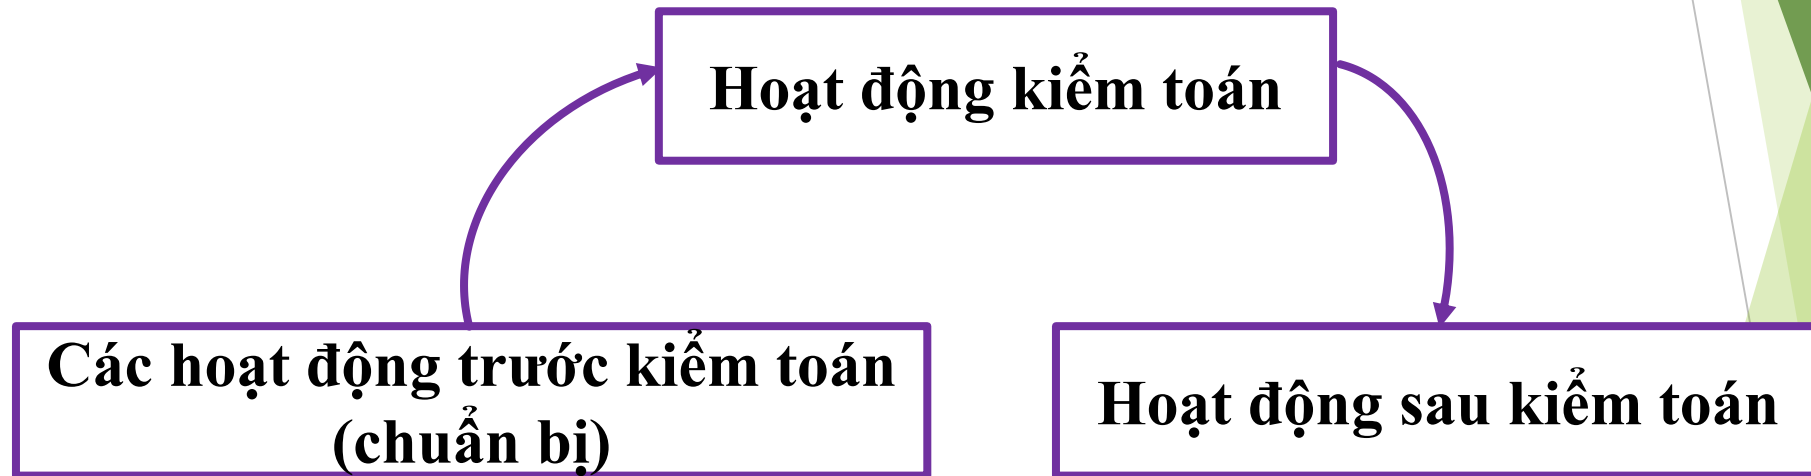 Hoạt động kiểm toán
Các hoạt động trước kiểm toán
(chuẩn bị)
Hoạt động sau kiểm toán